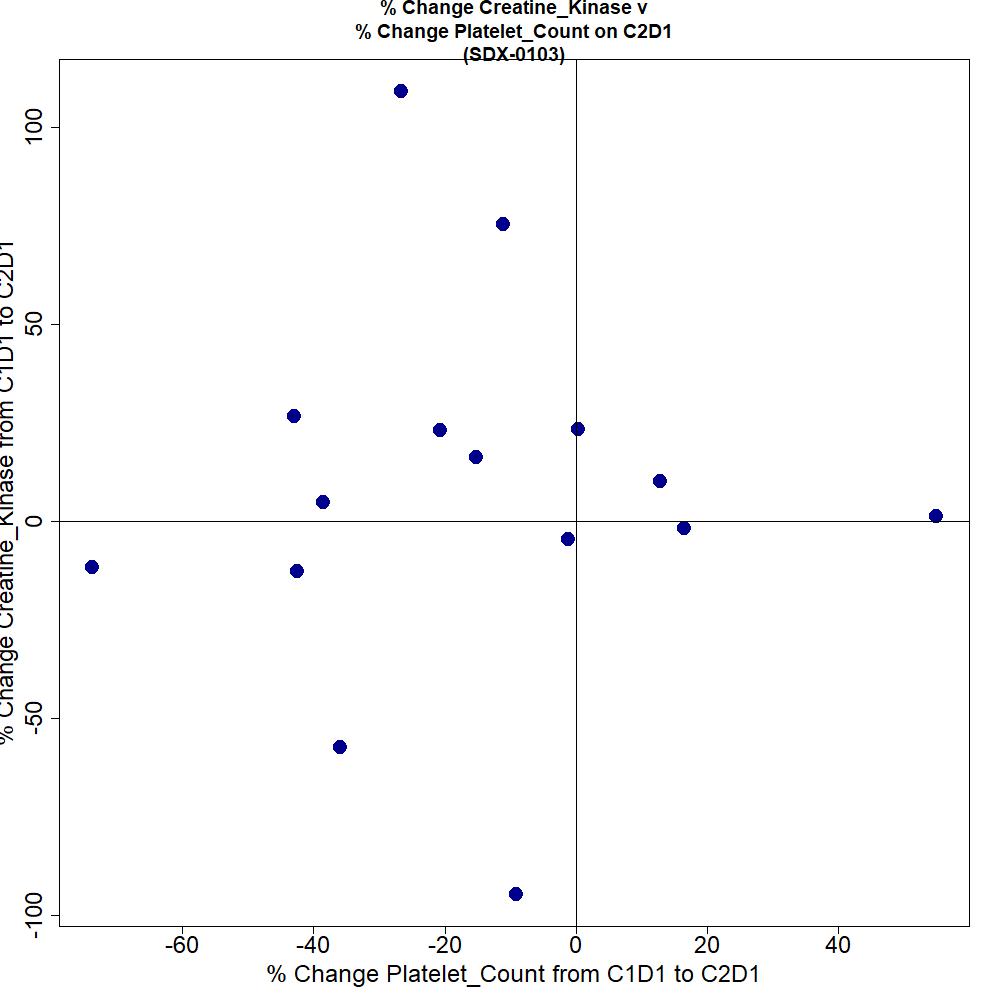 % Change Creatine_Kinase v
% Change Platelet_Count on C2D1
(SDX-0103)
% Change Creatine_Kinase from C1D1 to C2D1
100
50
0
-50
-100
-60
-40
-20
0
20
40
% Change Platelet_Count from C1D1 to C2D1